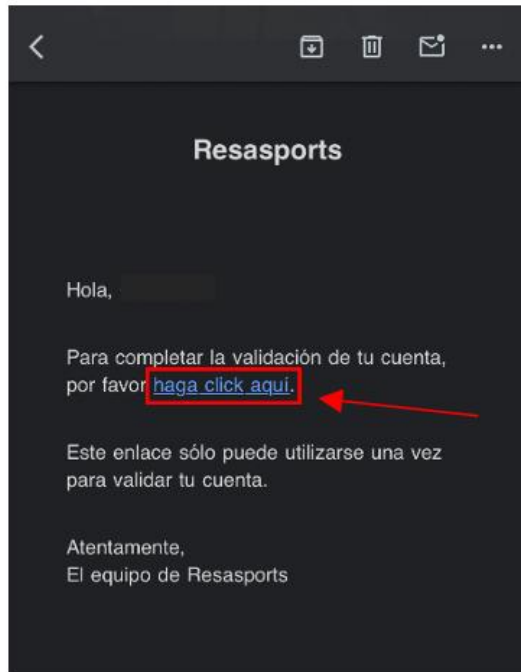 Resasports
Hola,
Para completar la validación de tu cuenta,
por favor haga click aquí.
Este enlace sólo puede utilizarse una vez
para validar tu cuenta.
Atentamente,
El equipo de Resasports